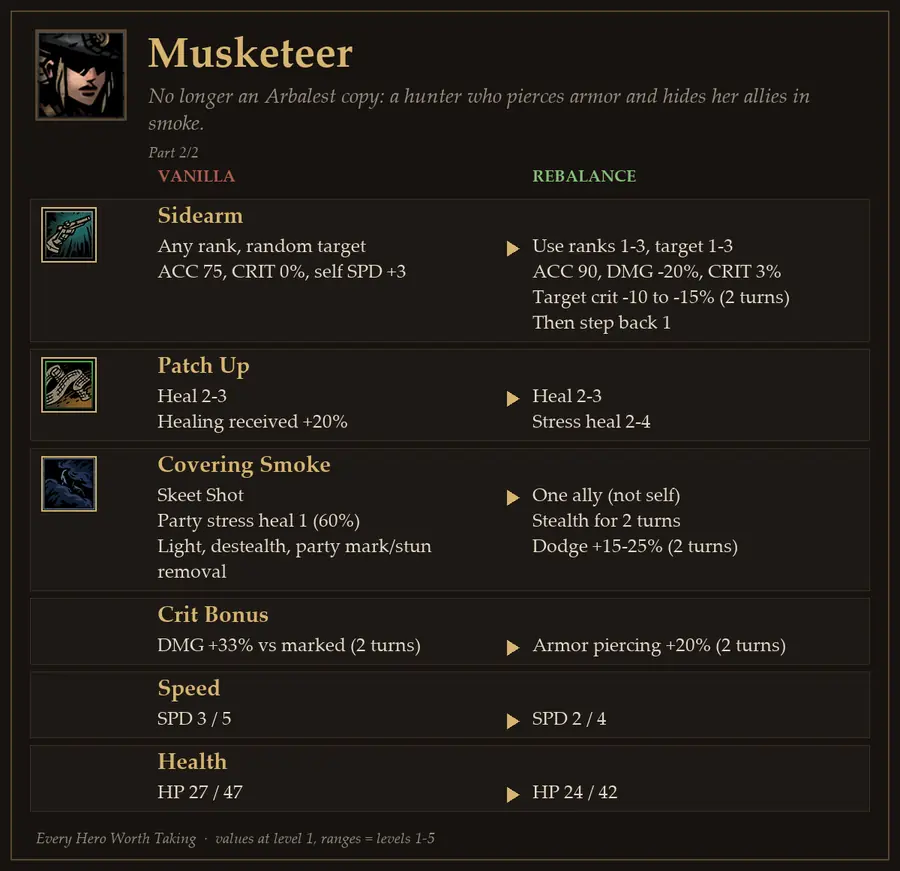 Musketeer
No longer an Arbalest copy: a hunter who pierces armor and hides her allies in
smoke.
Part 2/2
VANILLA
REBALANCE
Sidearm
Any rank, random target
Use ranks 1-3, target 1-3
ACC 75, CRIT 0%, self SPD +3
ACC 90, DMG -20%, CRIT 3%
Target crit -10 to -15% (2 turns)
Then step back 1
Patch Up
Heal 2-3
Heal 2-3
Healing received +20%
Stress heal 2-4
Covering Smoke
Skeet Shot
One ally (not self)
Party stress heal 1 (60%)
Stealth for 2 turns
Light, destealth, party mark/stun
Dodge +15-25% (2 turns)
removal
Crit Bonus
DMG +33% vs marked (2 turns)
Armor piercing +20% (2 turns)
Speed
SPD 3 / 5
SPD 2 / 4
Health
HP 27 / 47
HP 24 / 42
Every Hero Worth Taking · values at level 1, ranges = levels 1-5